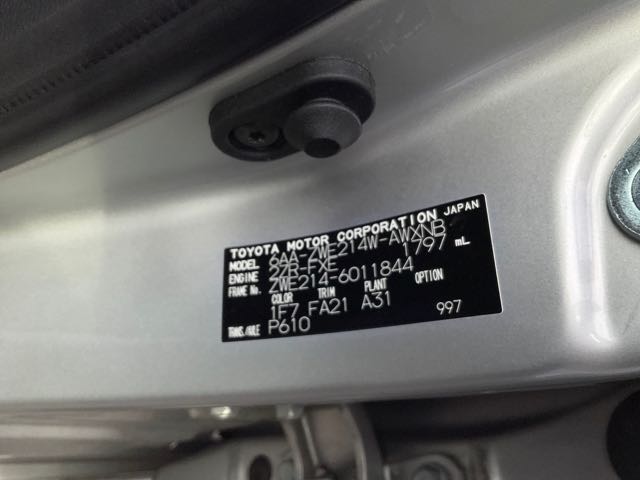 TOYOTA MOTOR CORPORATION JAPAN
MODEL 6AA-ZWE214W-AWXNB
ENGINE 2ZR-FXE 1797 mL
FRAME No. ZWE214-6011844
COLOR TRIM PLANT OPTION
1F7 FA21 A31
TRANS./AXLE P610 997